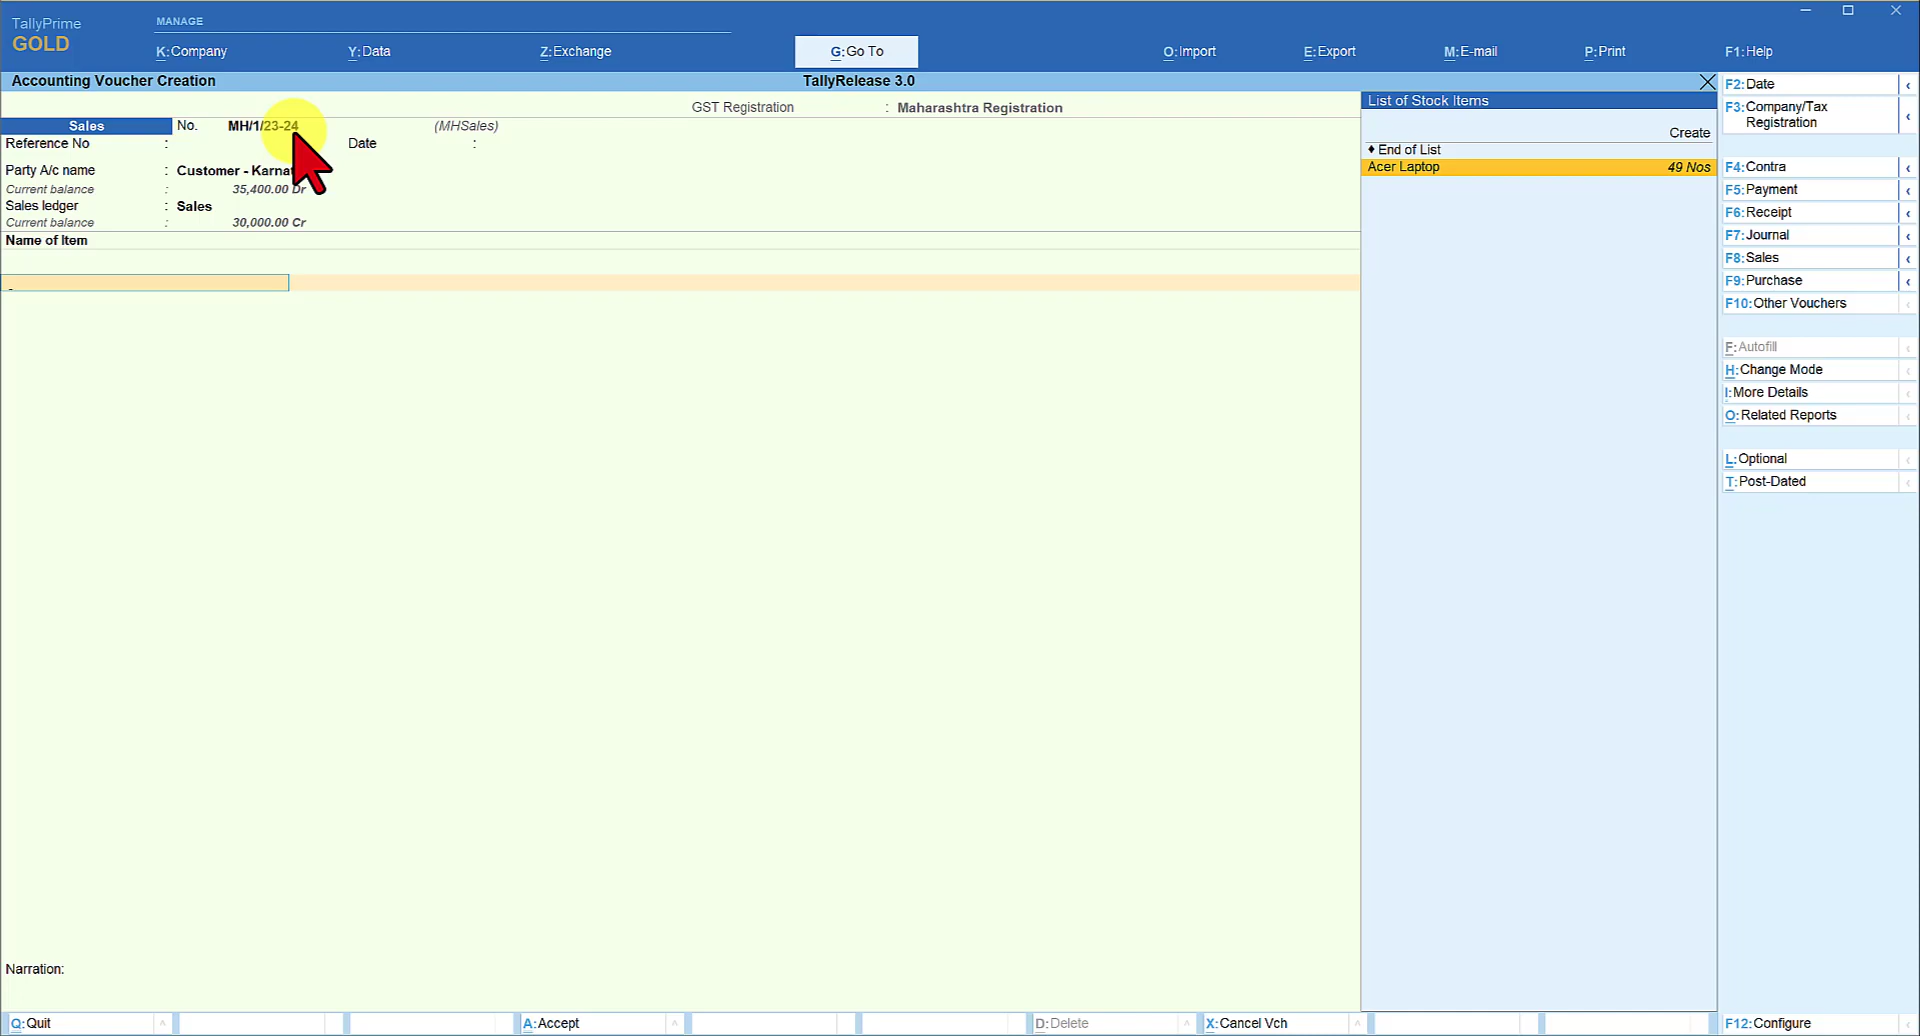 TallyPrime
GOLD
MANAGE
K:Company
Y:Data
Z:Exchange
G:Go To
O:Import
E:Export
M:E-mail
P:Print
F1:Help
Accounting Voucher Creation
TallyRelease 3.0
GST Registration : Maharashtra Registration
Sales No. MH/1/23-24 (MHSales)
Reference No : Date :
Party A/c name : Customer -
Current balance : 35,400.00 Dr
Sales ledger : Sales
Current balance : 30,000.00 Cr
Name of Item
Narration:
List of Stock Items
Create
♦ End of List
Acer Laptop 49 Nos
F2:Date
F3:Company/Tax
Registration
F4:Contra
F5:Payment
F6:Receipt
F7:Journal
F8:Sales
F9:Purchase
F10:Other Vouchers
F:Autofill
H:Change Mode
I:More Details
O:Related Reports
L:Optional
T:Post-Dated
Q:Quit
A:Accept
D:Delete
X:Cancel Vch
F12:Configure